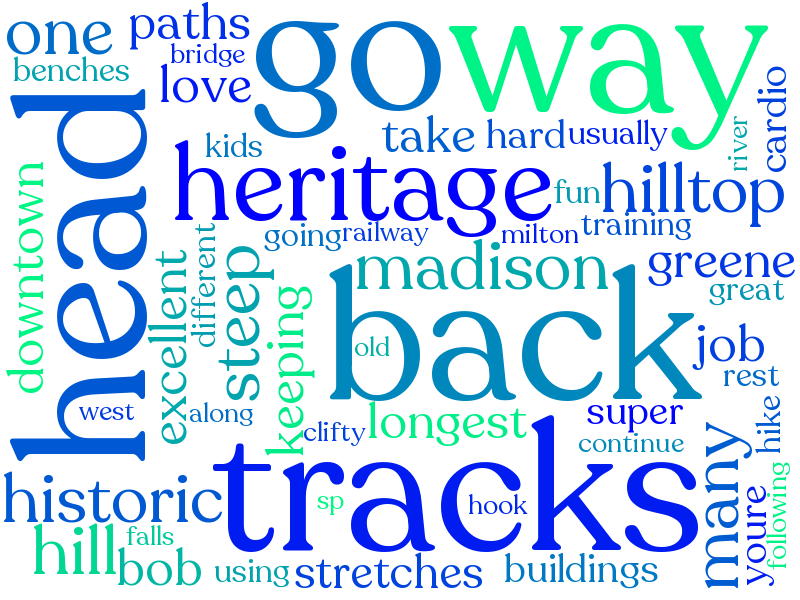 one
paths
go
way
bridge
benches
love
head
take
hard
usually
river
cardio
kids
heritage
fun
hilltop
downtown
going
railway
milton
training
different
excellent
steep
madison
greene
great
keeping
back
old
job
rest
west
along
clifty
longest
super
continue
hike
many
historic
tracks
sp
hook
youre
following
hill
falls
bob
using
stretches
buildings